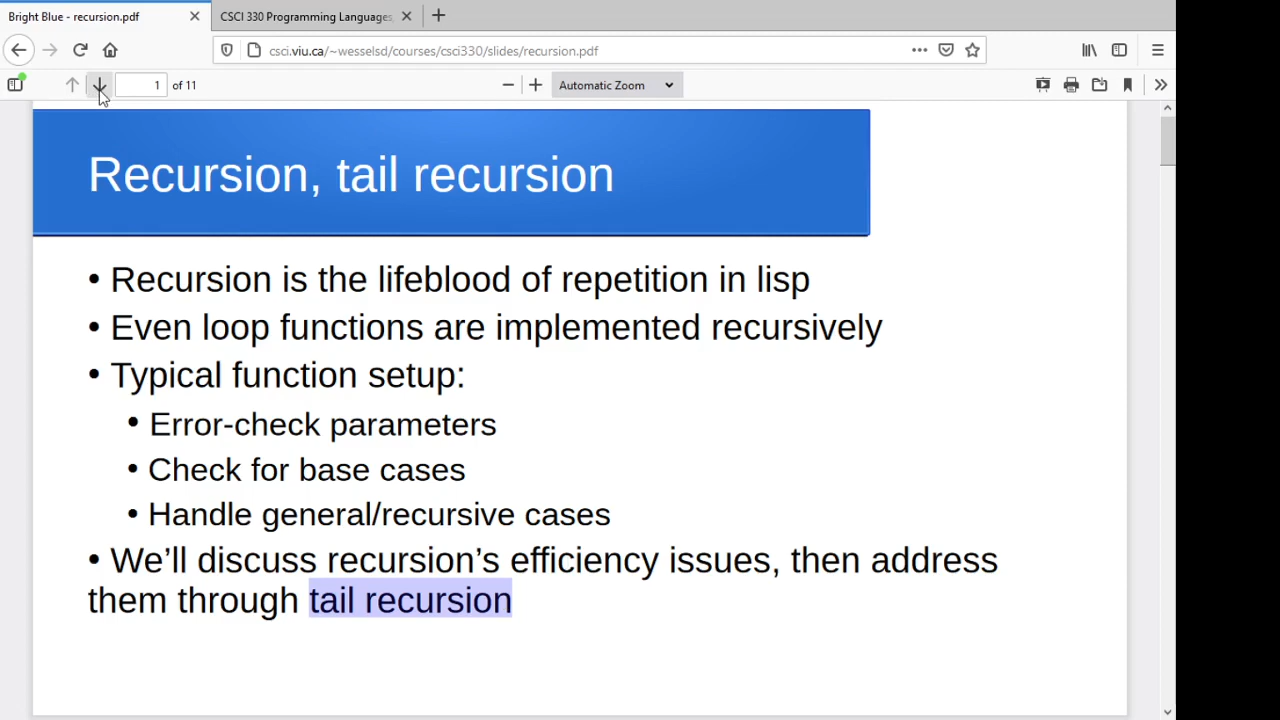 Bright Blue - recursion.pdf
CSCI 330 Programming Languages,
csci.viu.ca/~wesselsd/courses/csci330/slides/recursion.pdf
1 of 11
Automatic Zoom
Recursion, tail recursion
• Recursion is the lifeblood of repetition in lisp
• Even loop functions are implemented recursively
• Typical function setup:
• Error-check parameters
• Check for base cases
• Handle general/recursive cases
• We’ll discuss recursion’s efficiency issues, then address
them through tail recursion